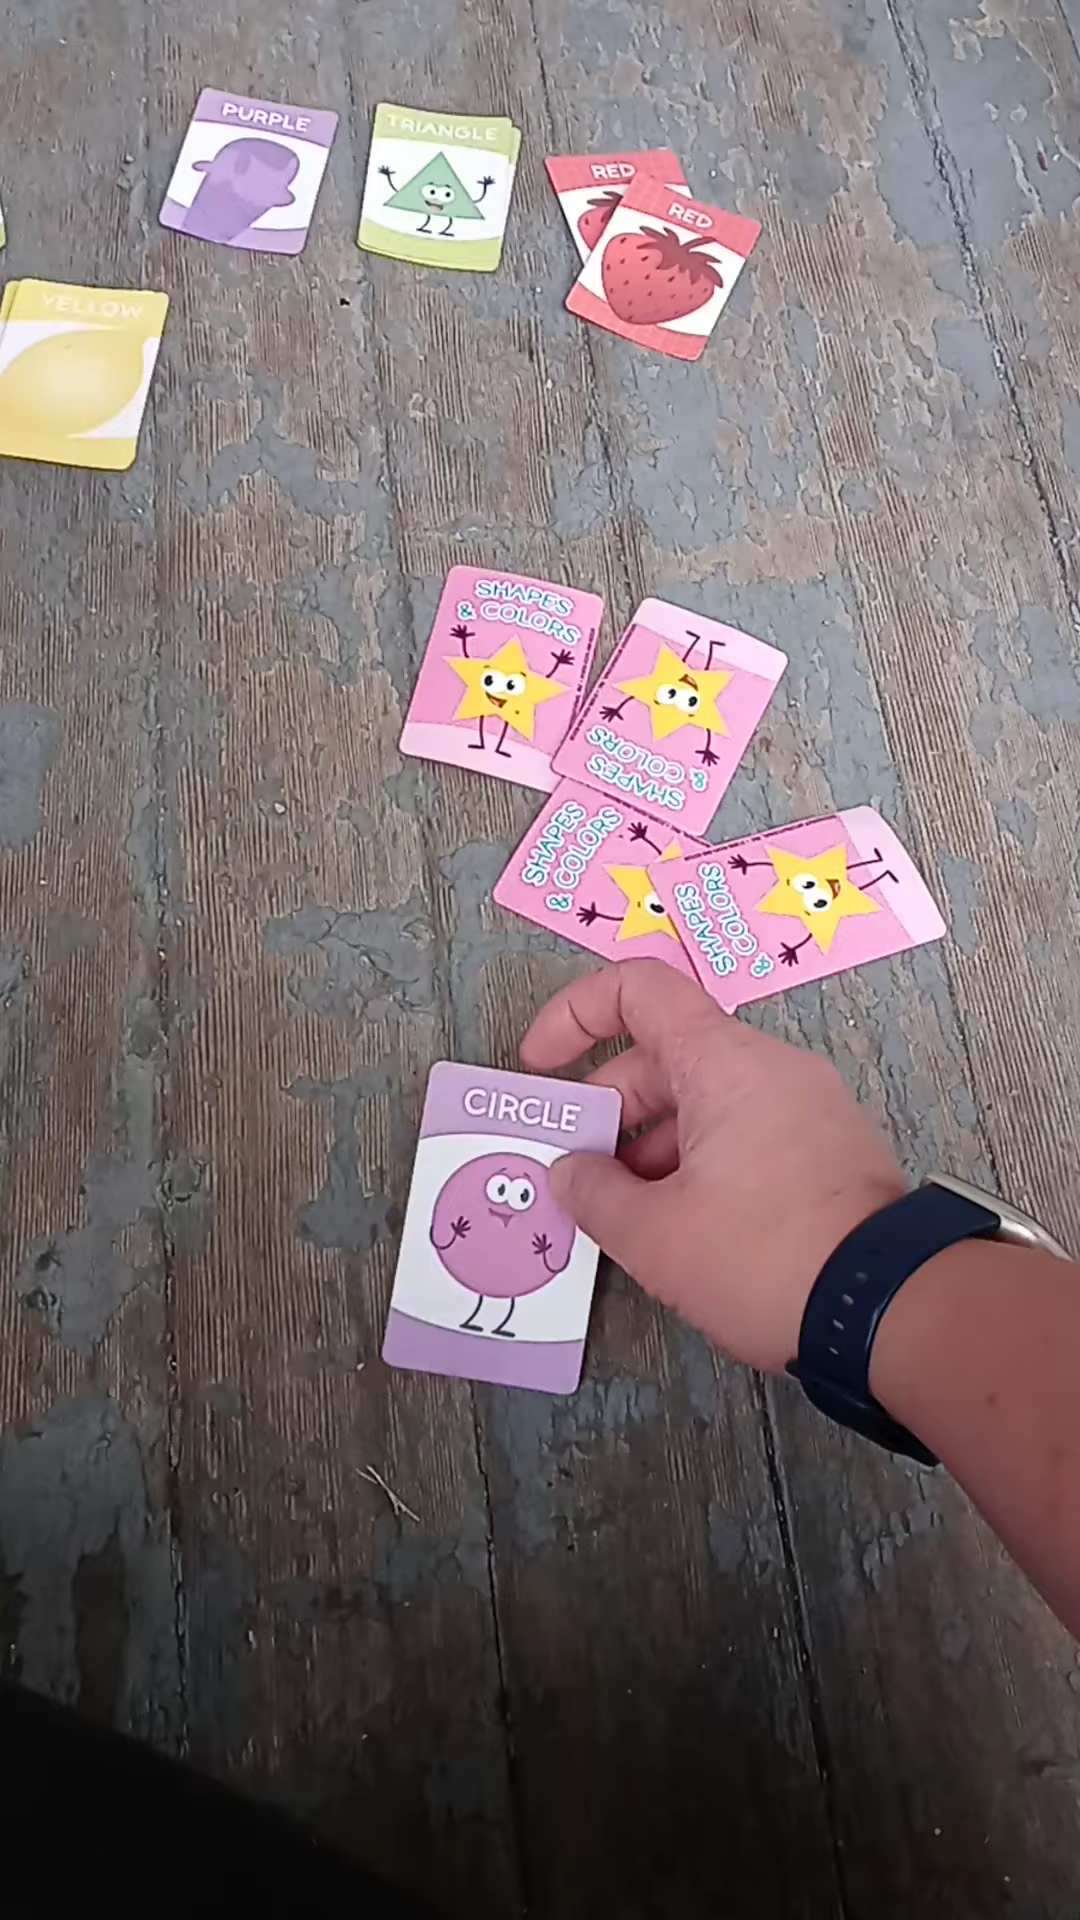 PURPLE
TRIANGLE
RED
RED
YELLOW
SHAPES
& COLORS
SHAPES
& COLORS
SHAPES
& COLORS
SHAPES
& COLORS
CIRCLE